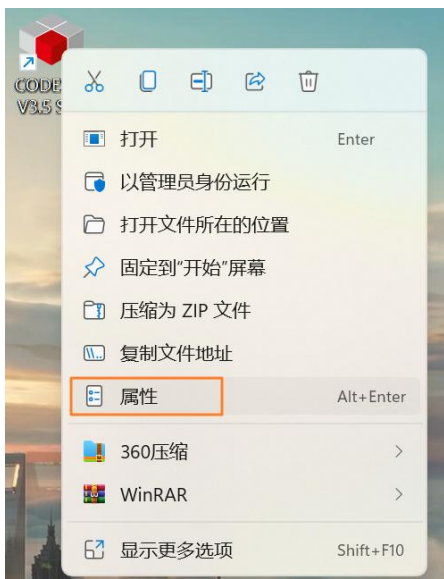 CODE
V3.5 S
打开 Enter
以管理员身份运行
打开文件所在的位置
固定到“开始”屏幕
压缩为 ZIP 文件
复制文件地址
属性 Alt+Enter
360压缩
WinRAR
显示更多选项 Shift+F10